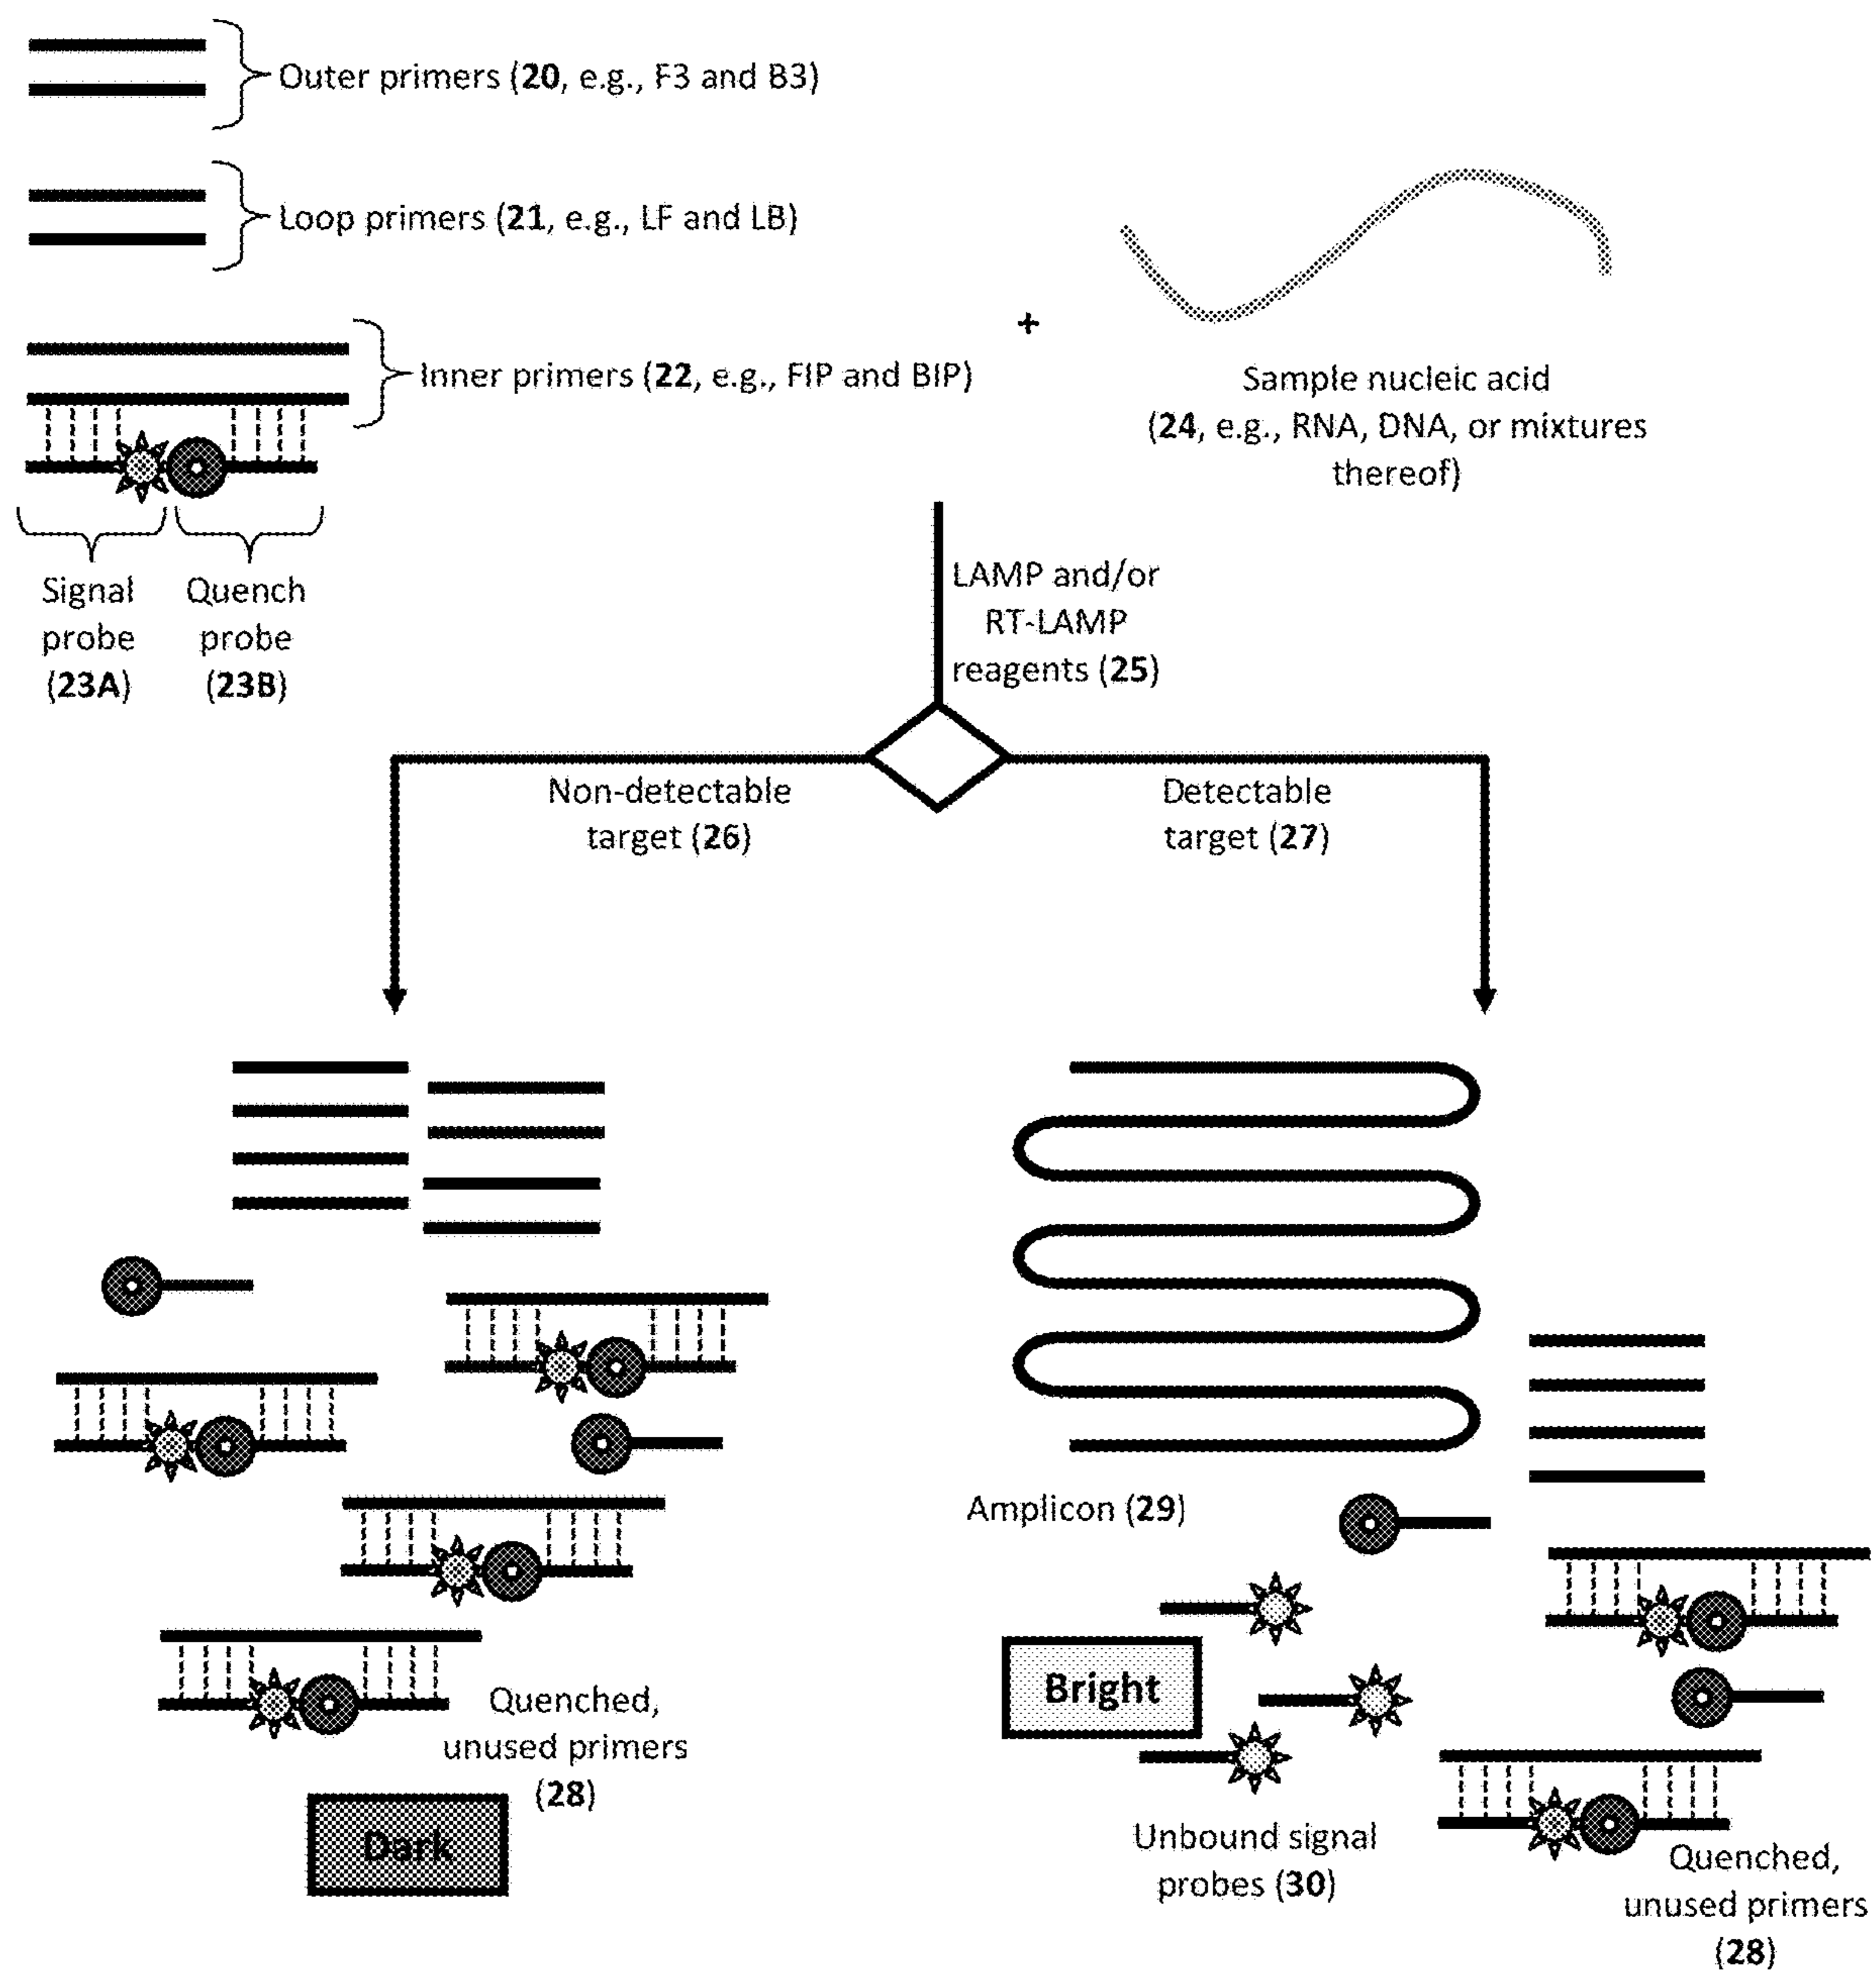 Outer primers (20, e.g., F3 and B3)
Loop primers (21, e.g., LF and LB)
Inner primers (22, e.g., FIP and BIP)
+
Sample nucleic acid
(24, e.g., RNA, DNA, or mixtures
thereof)
Signal
probe
(23A)
Quench
probe
(23B)
LAMP and/or
RT-LAMP
reagents (25)
Non-detectable
target (26)
Detectable
target (27)
Quenched,
unused primers
(28)
Dark
Amplicon (29)
Bright
Unbound signal
probes (30)
Quenched,
unused primers
(28)